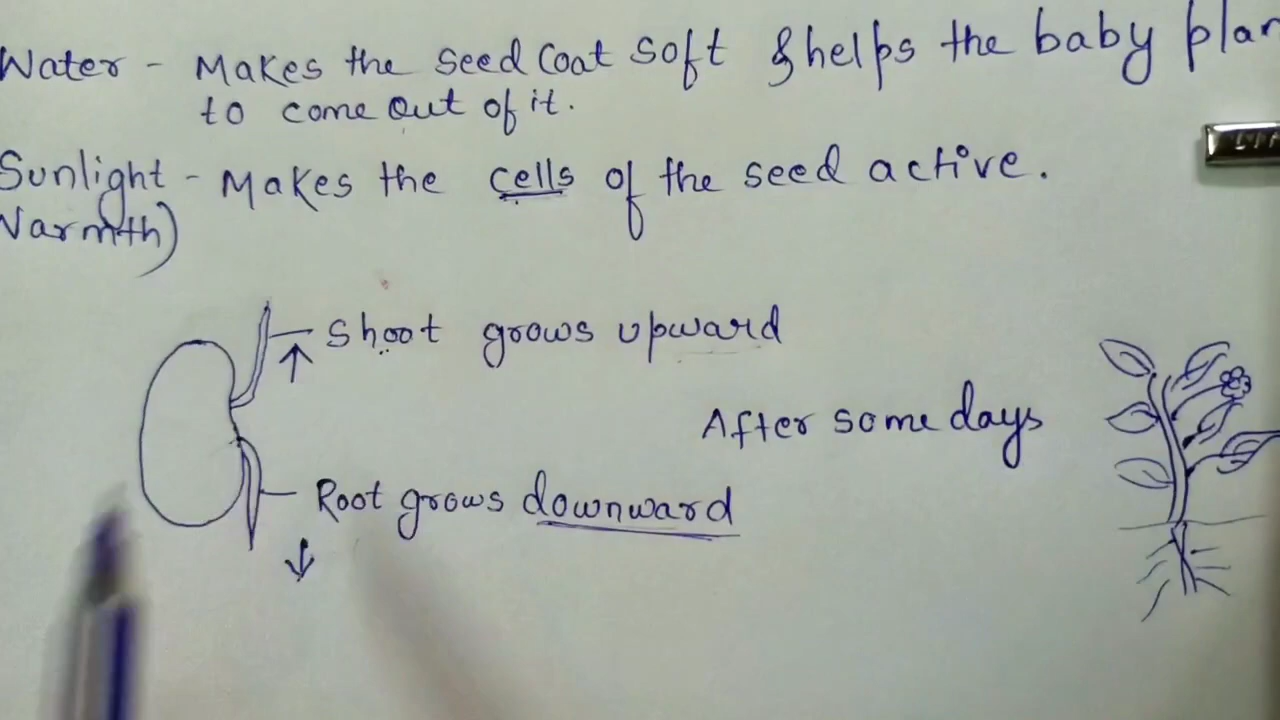 Water - Makes the seed coat soft & helps the baby plan
to come out of it.
Sunlight - Makes the cells of the seed active.
Warmth)
Shoot grows upward
After some days
Root grows downward